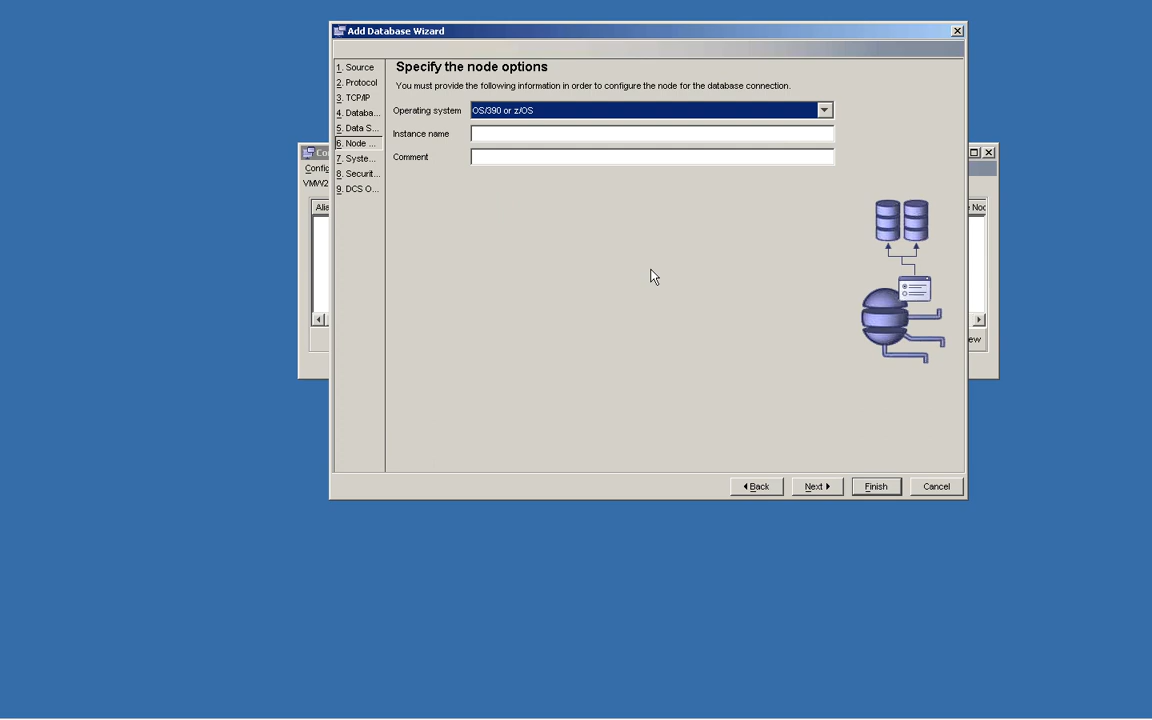 Add Database Wizard
1. Source
2. Protocol
3. TCP/IP
4. Databa...
5. Data S...
6. Node ...
7. Syste...
8. Securit...
9. DCS O...
Specify the node options
You must provide the following information in order to configure the node for the database connection.
Operating system
OS/390 or z/OS
Instance name
Comment
Back
Next
Finish
Cancel
Co
Config
VMW2
Alia
e Nod
ew